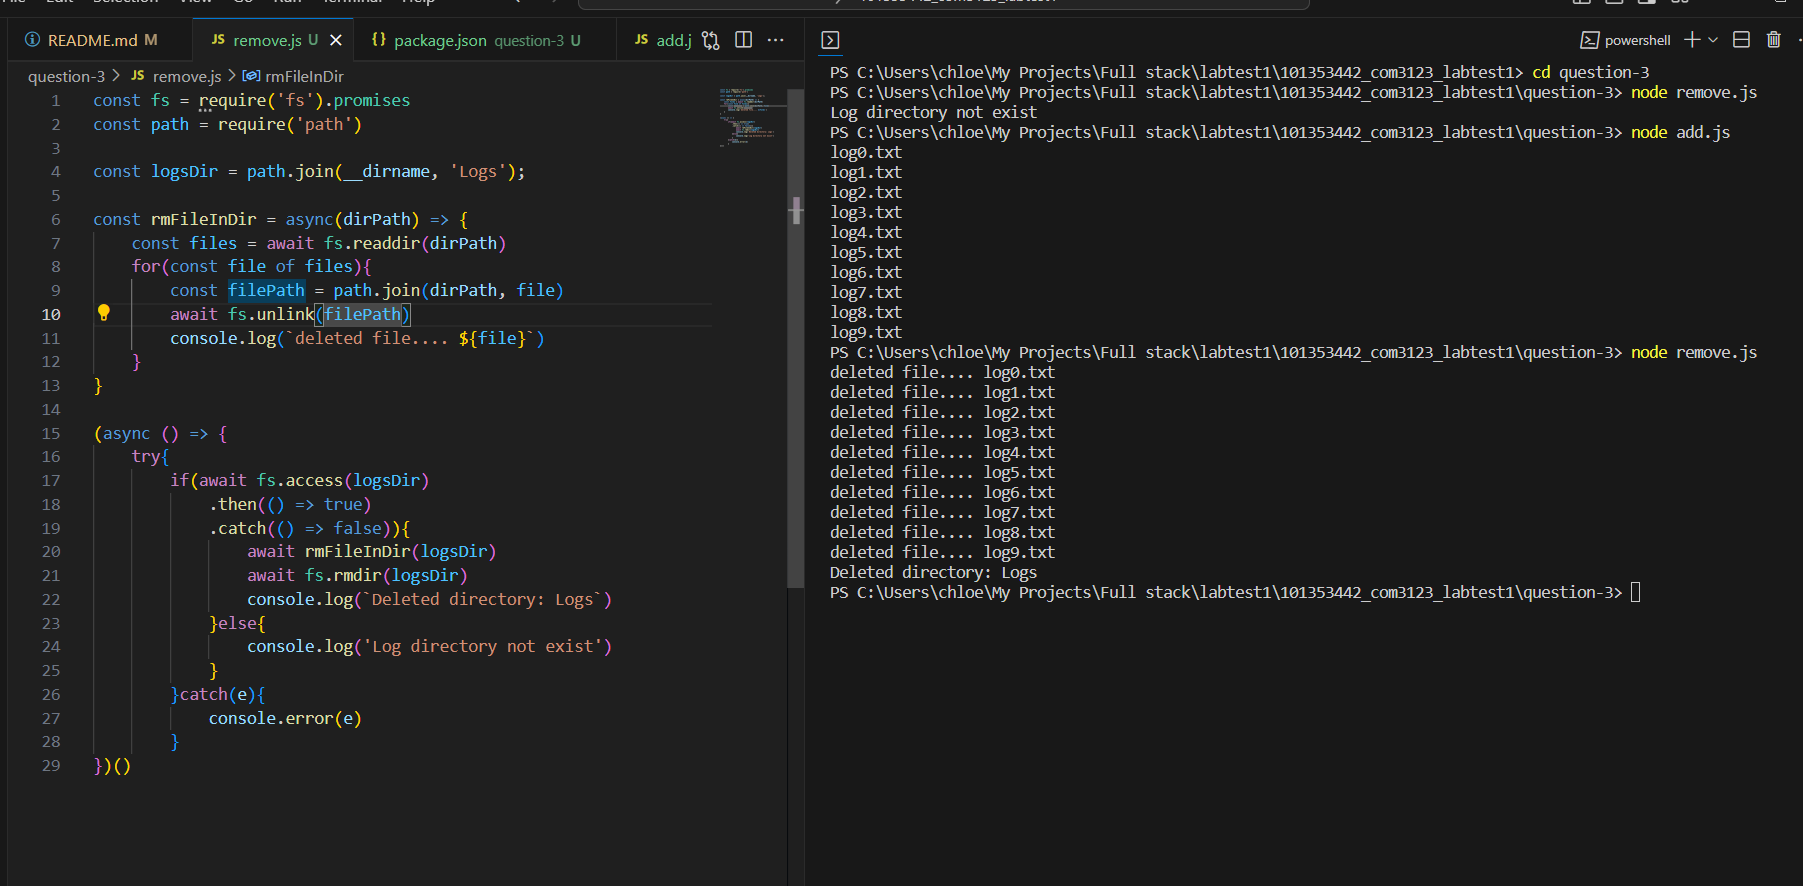 Terminal Help
README.md M
JS remove.js U
{} package.json question-3 U
JS add.j
question-3 > JS remove.js > rmFileInDir
1 const fs = require('fs').promises
2 const path = require('path')
3
4 const logsDir = path.join(__dirname, 'Logs');
5
6 const rmFileInDir = async(dirPath) => {
7 const files = await fs.readdir(dirPath)
8 for(const file of files){
9 const filePath = path.join(dirPath, file)
10 await fs.unlink(filePath)
11 console.log(`deleted file.... ${file}`)
12 }
13 }
14
15 (async () => {
16 try{
17 if(await fs.access(logsDir)
18 .then(() => true)
19 .catch(() => false)){
20 await rmFileInDir(logsDir)
21 await fs.rmdir(logsDir)
22 console.log(`Deleted directory: Logs`)
23 }else{
24 console.log('Log directory not exist')
25 }
26 }catch(e){
27 console.error(e)
28 }
29 })()
powershell
PS C:\Users\chloe\My Projects\Full stack\labtest1\101353442_com3123_labtest1> cd question-3
PS C:\Users\chloe\My Projects\Full stack\labtest1\101353442_com3123_labtest1\question-3> node remove.js
Log directory not exist
PS C:\Users\chloe\My Projects\Full stack\labtest1\101353442_com3123_labtest1\question-3> node add.js
log0.txt
log1.txt
log2.txt
log3.txt
log4.txt
log5.txt
log6.txt
log7.txt
log8.txt
log9.txt
PS C:\Users\chloe\My Projects\Full stack\labtest1\101353442_com3123_labtest1\question-3> node remove.js
deleted file.... log0.txt
deleted file.... log1.txt
deleted file.... log2.txt
deleted file.... log3.txt
deleted file.... log4.txt
deleted file.... log5.txt
deleted file.... log6.txt
deleted file.... log7.txt
deleted file.... log8.txt
deleted file.... log9.txt
Deleted directory: Logs
PS C:\Users\chloe\My Projects\Full stack\labtest1\101353442_com3123_labtest1\question-3>